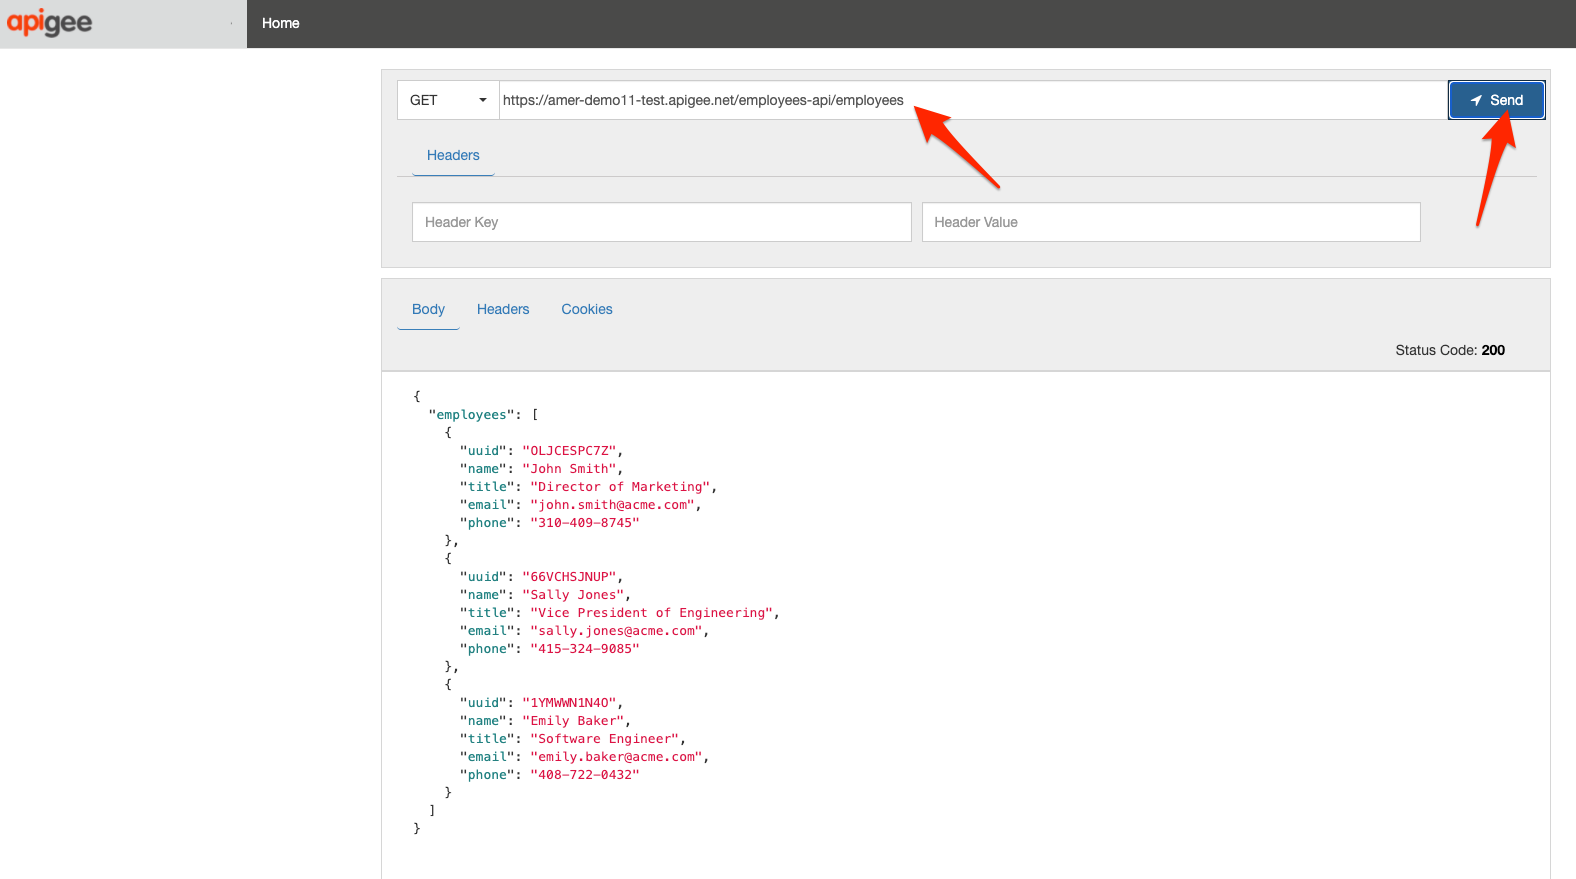 apigee
Home
GET
https://amer-demo11-test.apigee.net/employees-api/employees
Send
Headers
Header Key
Header Value
Body
Headers
Cookies
Status Code: 200
{
"employees": [
{
"uuid": "OLJCESPC7Z",
"name": "John Smith",
"title": "Director of Marketing",
"email": "john.smith@acme.com",
"phone": "310-409-8745"
},
{
"uuid": "66VCHSJNUP",
"name": "Sally Jones",
"title": "Vice President of Engineering",
"email": "sally.jones@acme.com",
"phone": "415-324-9085"
},
{
"uuid": "1YMWWN1N4O",
"name": "Emily Baker",
"title": "Software Engineer",
"email": "emily.baker@acme.com",
"phone": "408-722-0432"
}
]
}